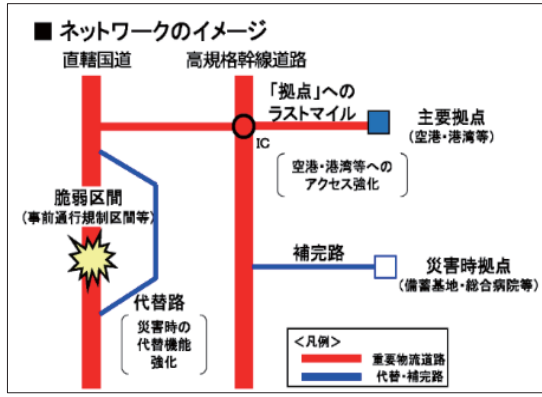 ■ ネットワークのイメージ
直轄国道
高規格幹線道路
「拠点」への
ラストマイル
IC
主要拠点
(空港・港湾等)
空港・港湾等への
アクセス強化
脆弱区間
(事前通行規制区間等)
補完路
災害時拠点
(備蓄基地・総合病院等)
代替路
災害時の
代替機能
強化
<凡例>
重要物流道路
代替・補完路